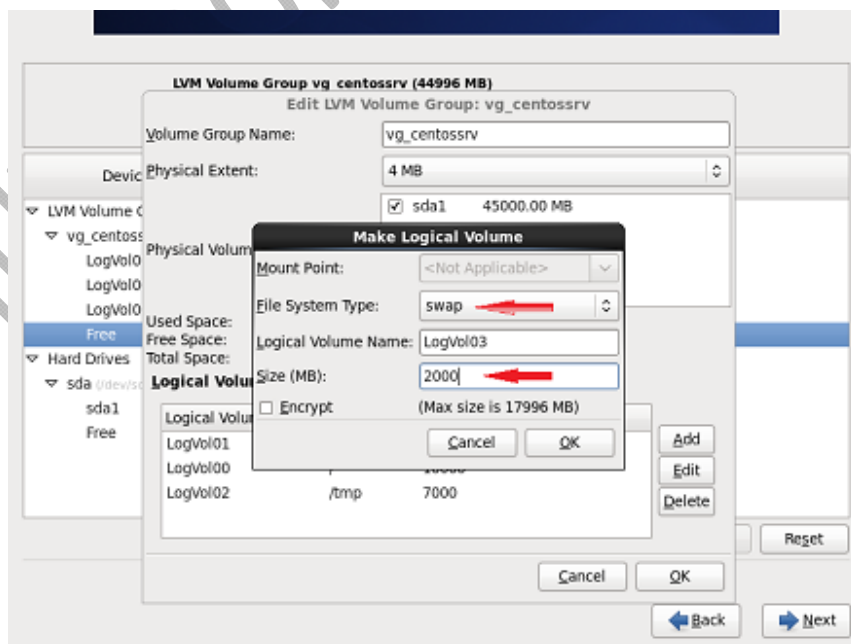 LVM Volume Group vg_centossrv (44996 MB)
Edit LVM Volume Group: vg_centossrv
Volume Group Name: vg_centossrv
Physical Extent: 4 MB
sda1 45000.00 MB
Physical Volum
Used Space:
Free Space:
Total Space:
Logical Volu
Logical Volu
LogVol01
LogVol00
LogVol02 /tmp 7000
Add
Edit
Delete
Cancel OK
Devic
LVM Volume G
vg_centoss
LogVol0
LogVol0
LogVol0
Free
Hard Drives
sda
sda1
Free
Make Logical Volume
Mount Point: <Not Applicable>
File System Type: swap
Logical Volume Name: LogVol03
Size (MB): 2000
Encrypt (Max size is 17996 MB)
Cancel OK
Reset
Back Next